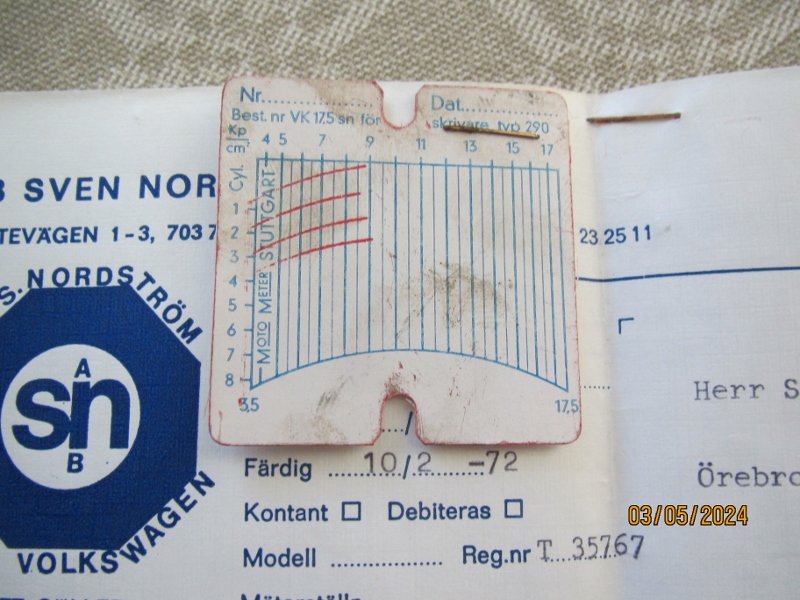 Nr.................. Dat..................
Best. nr VK 17,5 sn för skrivare typ 290
Kp
cm²
4 5 7 9 11 13 15 17
Cyl.
1
2
3
4
5
6
7
8
MOTO METER STUTTGART
3,5 17,5
B SVEN NOR
TEVÄGEN 1-3, 703 7
23 25 11
S. NORDSTRÖM
A
sn
B
VOLKSWAGEN
Herr S
Örebro
Färdig ......10/2......-72
Kontant □ Debiteras □
Modell .................. Reg.nr T 35767
03/05/2024